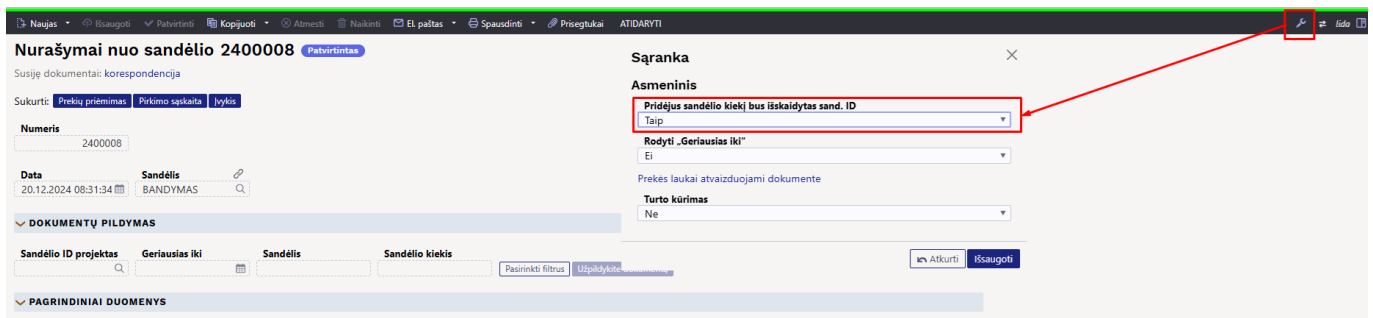 Naujas Išsaugoti Patvirtinti Kopijuoti Atmesti Naikinti El. paštas Spausdinti Prisegtukai ATIDARYTI lida
Nurašymai nuo sandėlio 2400008 Patvirtintas
Susiję dokumentai: korespondencija
Sukurti: Prekių priėmimas Pirkimo sąskaita Įvykis
Numeris
2400008
Data Sandėlis
20.12.2024 08:31:34 BANDYMAS
DOKUMENTŲ PILDYMAS
Sandėlio ID projektas Geriausias iki Sandėlis Sandėlio kiekis
Pasirinkti filtrus Užpildykite
PAGRINDINIAI DUOMENYS
Sąranka
Asmeninis
Pridėjus sandėlio kiekį bus išskaidytas sand. ID
Taip
Rodyti „Geriausias iki“
Ei
Prekės laukai atvaizduojami dokumente
Turto kūrimas
Ne
Atkurti Išsaugoti